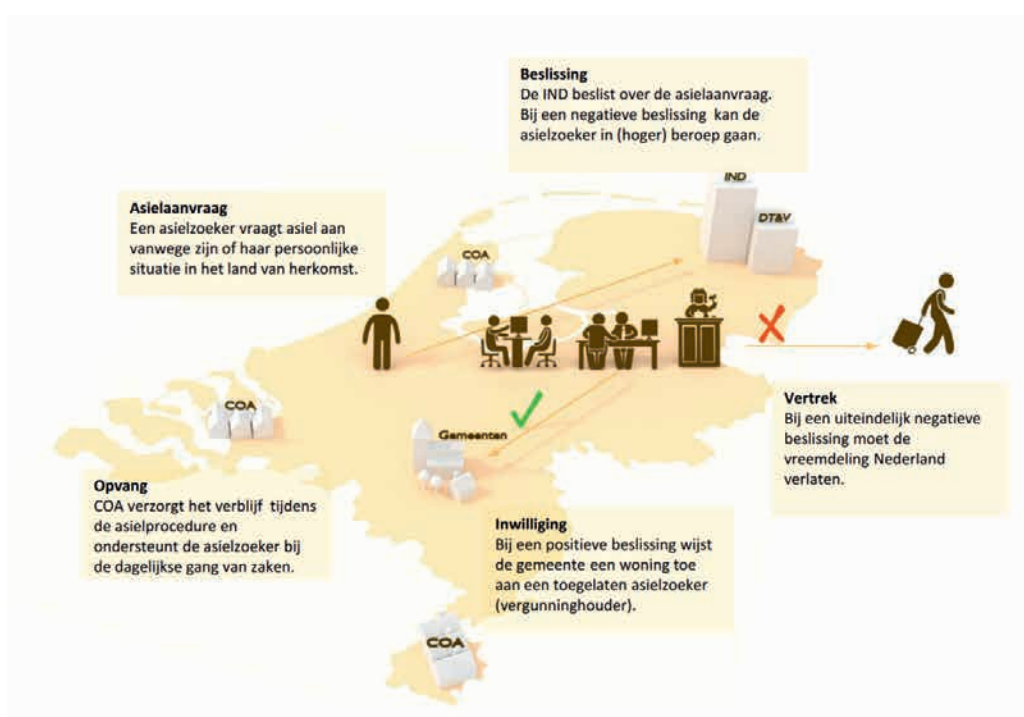 Beslissing
De IND beslist over de asielaanvraag.
Bij een negatieve beslissing kan de
asielzoeker in (hoger) beroep gaan.
IND
DT&V
Asielaanvraag
Een asielzoeker vraagt asiel aan
vanwege zijn of haar persoonlijke
situatie in het land van herkomst.
COA
COA
Gemeenten
Vertrek
Bij een uiteindelijk negatieve
beslissing moet de
vreemdeling Nederland
verlaten.
Opvang
COA verzorgt het verblijf tijdens
de asielprocedure en
ondersteunt de asielzoeker bij
de dagelijkse gang van zaken.
Inwilliging
Bij een positieve beslissing wijst
de gemeente een woning toe
aan een toegelaten asielzoeker
(vergunninghouder).
COA